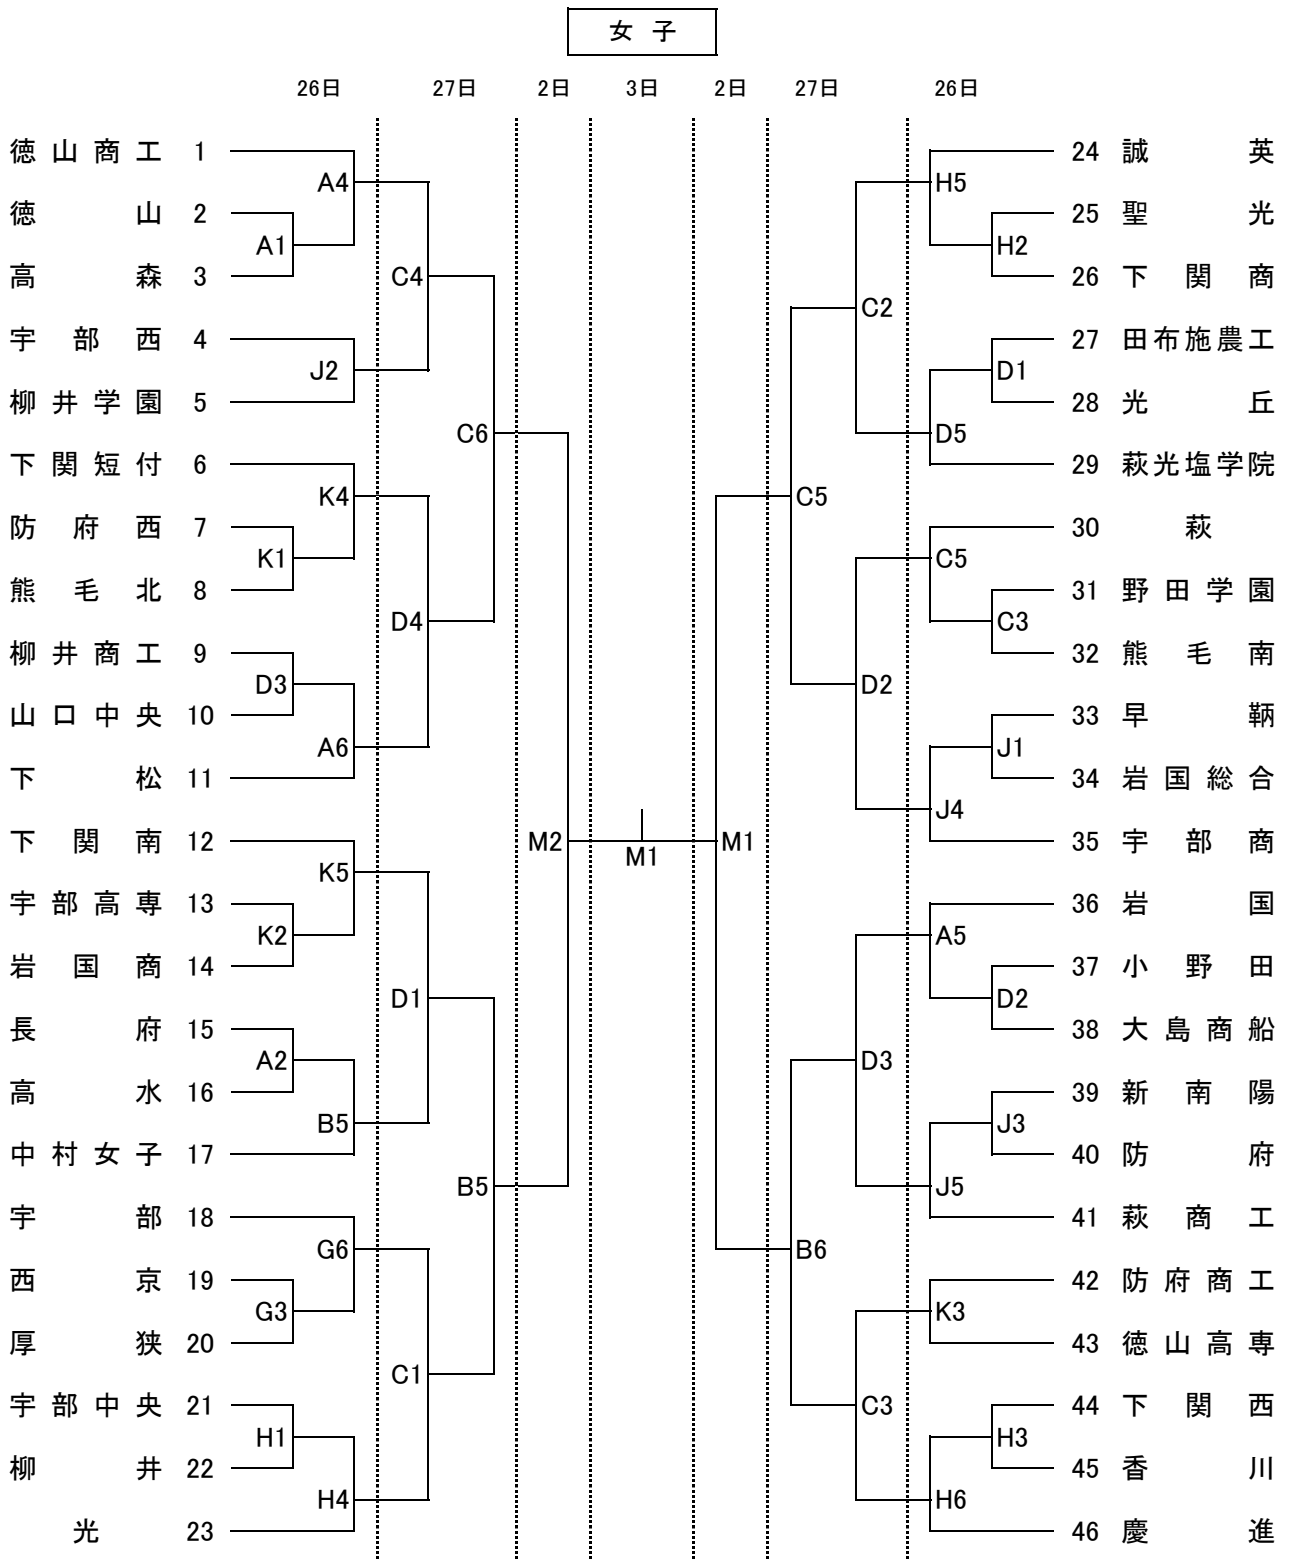 女子
26日 27日 2日 3日 2日 27日 26日
徳山商工 1
A4
徳山 2
A1
高森 3
C4
宇部西 4
J2
柳井学園 5
C6
下関短付 6
K4
防府西 7
K1
熊毛北 8
D4
柳井商工 9
D3
山口中央 10
A6
下松 11
M2
下関南 12
K5
宇部高専 13
K2
岩国商 14
D1
長府 15
A2
高水 16
B5
中村女子 17
B5
宇部 18
G6
西京 19
G3
厚狭 20
C1
宇部中央 21
H1
柳井 22
H4
光 23
M1
24 誠英
H5
25 聖光
H2
26 下関商
C2
27 田布施農工
D1
28 光丘
D5
29 萩光塩学院
C5
30 萩
C5
31 野田学園
C3
32 熊毛南
D2
33 早鞆
J1
34 岩国総合
J4
35 宇部商
M1
36 岩国
A5
37 小野田
D2
38 大島商船
D3
39 新南陽
J3
40 防府
J5
41 萩商工
B6
42 防府商工
K3
43 徳山高専
C3
44 下関西
H3
45 香川
H6
46 慶進